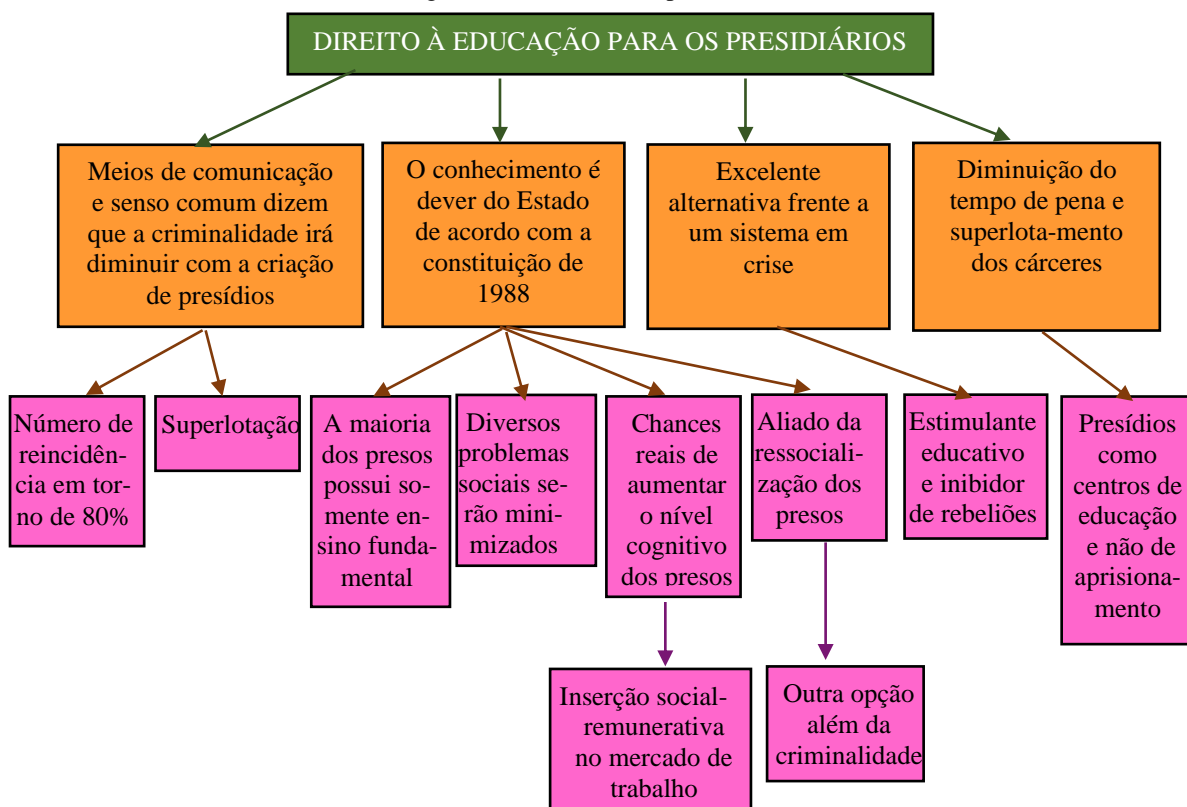 DIREITO À EDUCAÇÃO PARA OS PRESIDIÁRIOS
Meios de comunicação
e senso comum dizem
que a criminalidade irá
diminuir com a criação
de presídios
O conhecimento é
dever do Estado
de acordo com a
constituição de
1988
Excelente
alternativa frente a
um sistema em
crise
Diminuição do
tempo de pena e
superlota-mento
dos cárceres
Número de
reincidên-
cia em tor-
no de 80%
Superlotação
A maioria
dos presos
possui so-
mente en-
sino funda-
mental
Diversos
problemas
sociais se-
rão mini-
mizados
Chances
reais de
aumentar
o nível
cognitivo
dos presos
Aliado da
ressociali-
zação dos
presos
Estimulante
educativo
e inibidor
de rebeliões
Presídios
como
centros de
educação
e não de
aprisiona-
mento
Inserção social-
remunerativa
no mercado de
trabalho
Outra opção
além da
criminalidade